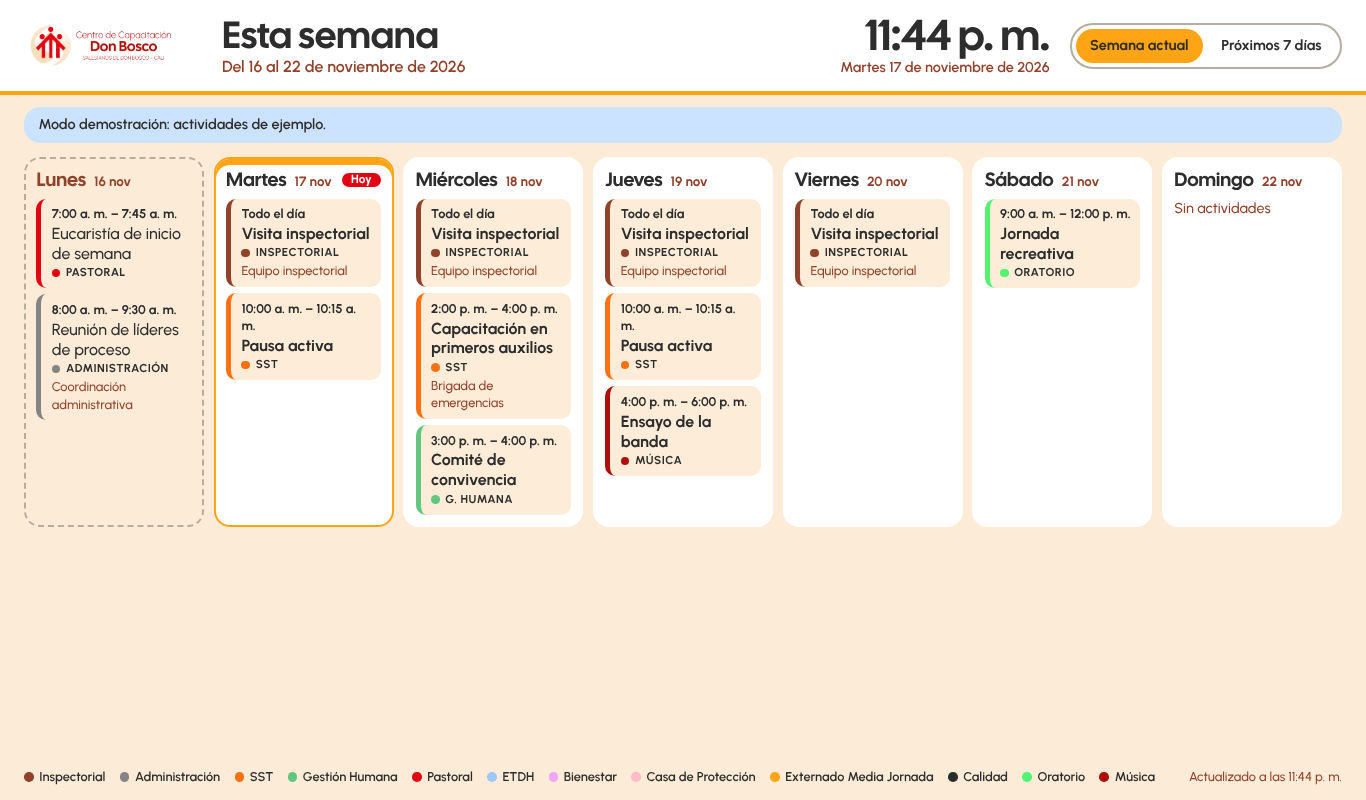 Centro de Capacitación
Don Bosco
SALESIANOS DE DON BOSCO - CALI
Esta semana
Del 16 al 22 de noviembre de 2026
11:44 p. m.
Martes 17 de noviembre de 2026
Semana actual
Próximos 7 días
Modo demostración: actividades de ejemplo.
Lunes 16 nov
7:00 a. m. – 7:45 a. m.
Eucaristía de inicio
de semana
PASTORAL
8:00 a. m. – 9:30 a. m.
Reunión de líderes
de proceso
ADMINISTRACIÓN
Coordinación
administrativa
Martes 17 nov Hoy
Todo el día
Visita inspectorial
INSPECTORIAL
Equipo inspectorial
10:00 a. m. – 10:15 a.
m.
Pausa activa
SST
Miércoles 18 nov
Todo el día
Visita inspectorial
INSPECTORIAL
Equipo inspectorial
2:00 p. m. – 4:00 p. m.
Capacitación en
primeros auxilios
SST
Brigada de
emergencias
3:00 p. m. – 4:00 p. m.
Comité de
convivencia
G. HUMANA
Jueves 19 nov
Todo el día
Visita inspectorial
INSPECTORIAL
Equipo inspectorial
10:00 a. m. – 10:15 a.
m.
Pausa activa
SST
4:00 p. m. – 6:00 p. m.
Ensayo de la
banda
MÚSICA
Viernes 20 nov
Todo el día
Visita inspectorial
INSPECTORIAL
Equipo inspectorial
Sábado 21 nov
9:00 a. m. – 12:00 p. m.
Jornada
recreativa
ORATORIO
Domingo 22 nov
Sin actividades
Inspectorial Administración SST Gestión Humana Pastoral ETDH Bienestar Casa de Protección Externado Media Jornada Calidad Oratorio Música Actualizado a las 11:44 p. m.